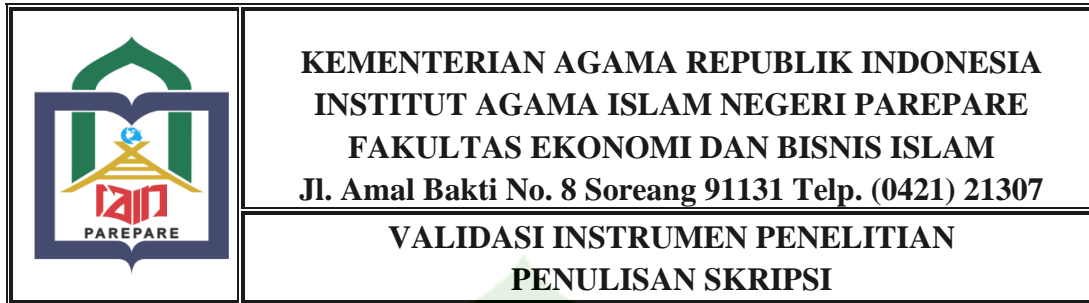 iain
PAREPARE
KEMENTERIAN AGAMA REPUBLIK INDONESIA
INSTITUT AGAMA ISLAM NEGERI PAREPARE
FAKULTAS EKONOMI DAN BISNIS ISLAM
Jl. Amal Bakti No. 8 Soreang 91131 Telp. (0421) 21307
VALIDASI INSTRUMEN PENELITIAN
PENULISAN SKRIPSI